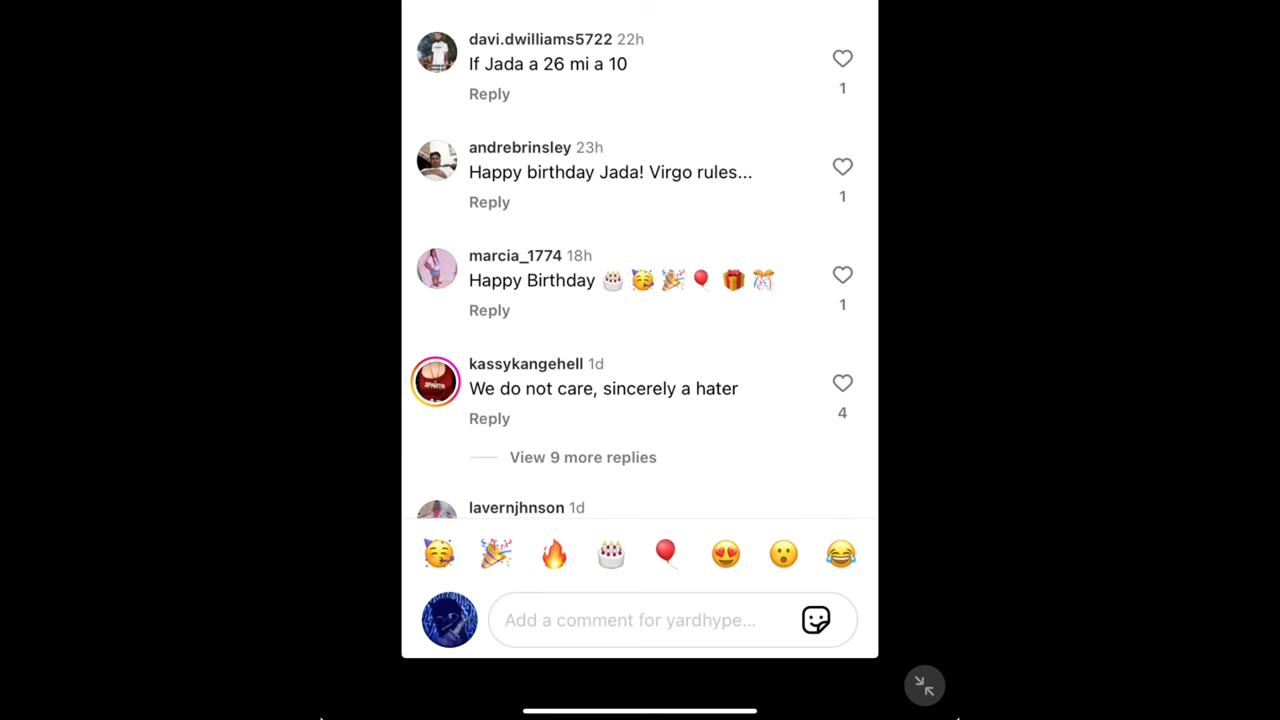 davi.dwilliams5722 22h
If Jada a 26 mi a 10
1
Reply
andrebrinsley 23h
Happy birthday Jada! Virgo rules...
1
Reply
marcia_1774 18h
Happy Birthday 🎂 🥳 🎉 🎈 🎁 🎊
1
Reply
kassykangehell 1d
We do not care, sincerely a hater
4
Reply
View 9 more replies
lavernjhnson 1d
Add a comment for yardhype...